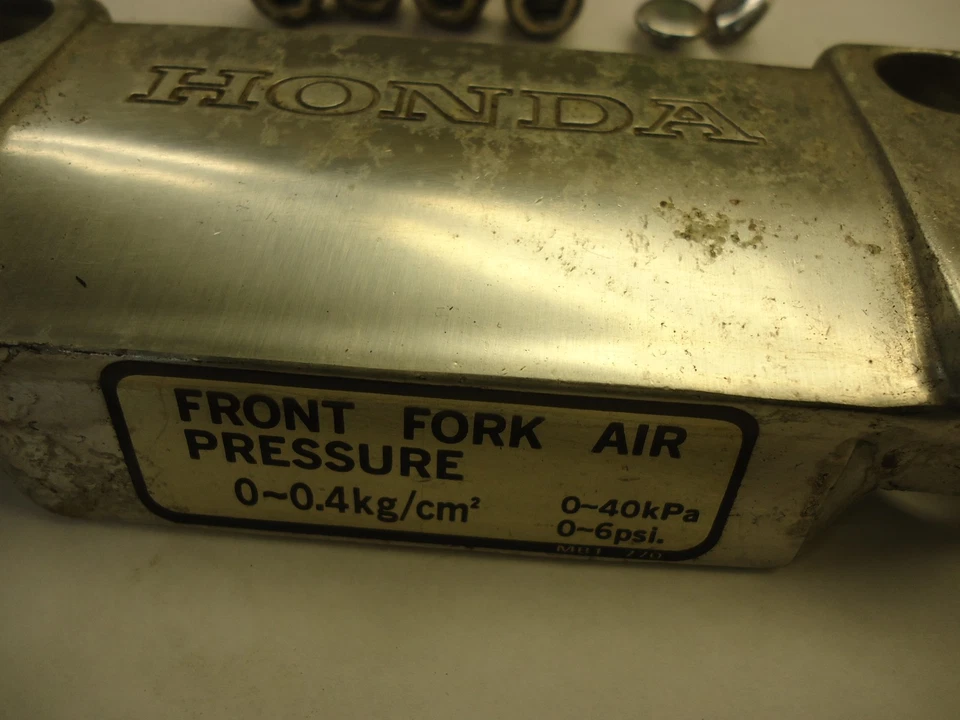 HONDA
FRONT FORK AIR
PRESSURE
0~0.4kg/cm²
0~40kPa
0~6psi.